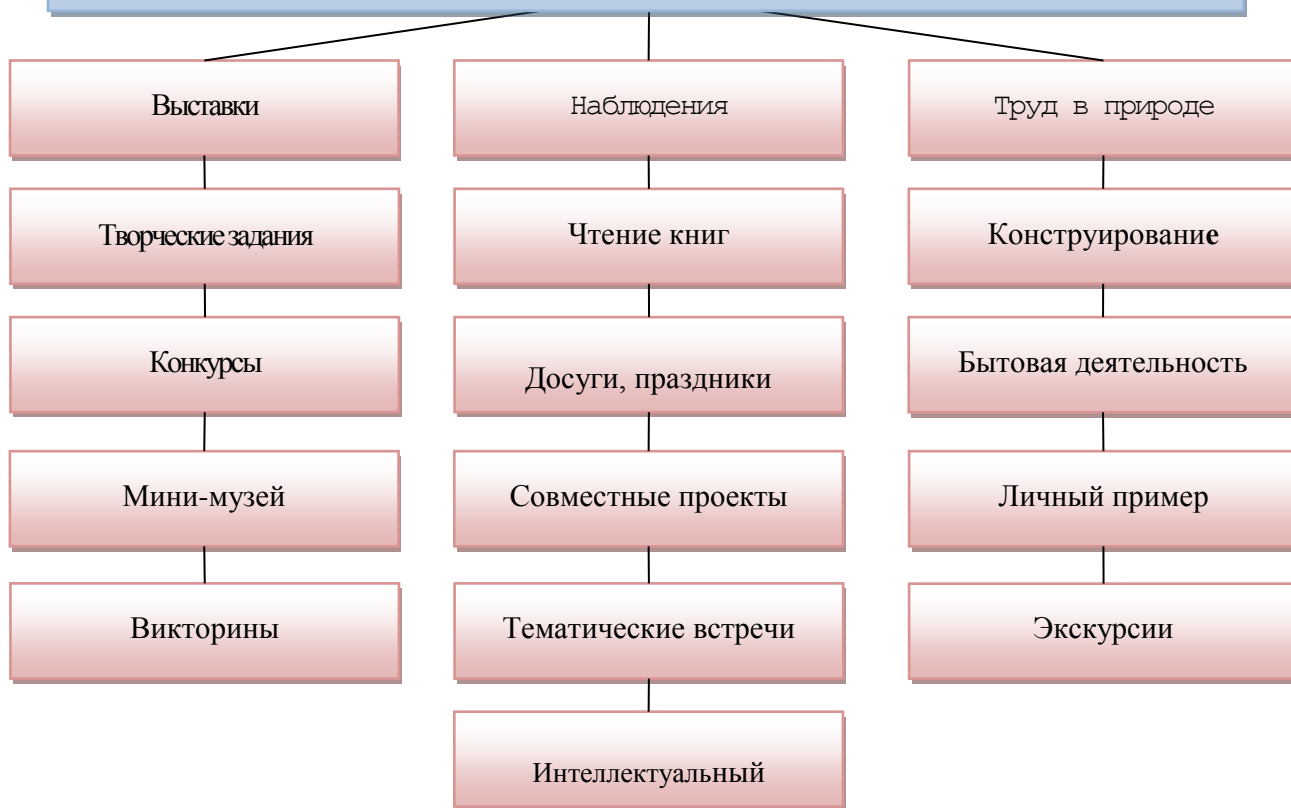 Выставки
Наблюдения
Труд в природе
Творческие задания
Чтение книг
Конструирование
Конкурсы
Досуги, праздники
Бытовая деятельность
Мини-музей
Совместные проекты
Личный пример
Викторины
Тематические встречи
Экскурсии
Интеллектуальный